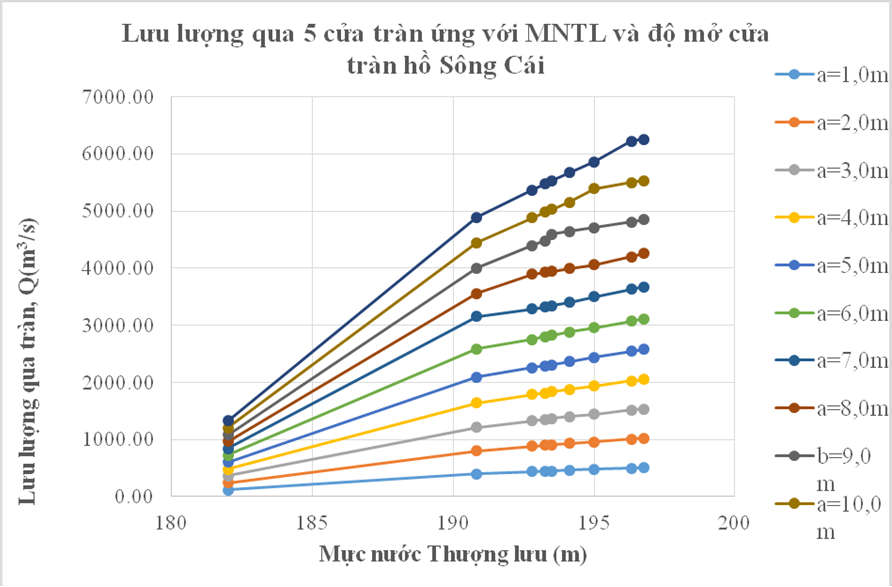 Lưu lượng qua 5 cửa tràn ứng với MNTL và độ mở cửa
tràn hồ Sông Cái
7000.00
6000.00
5000.00
4000.00
3000.00
2000.00
1000.00
0.00
Lưu lượng qua tràn, Q(m³/s)
180
185
190
195
200
Mực nước Thượng lưu (m)
a=1,0m
a=2,0m
a=3,0m
a=4,0m
a=5,0m
a=6,0m
a=7,0m
a=8,0m
b=9,0
m
a=10,0
m